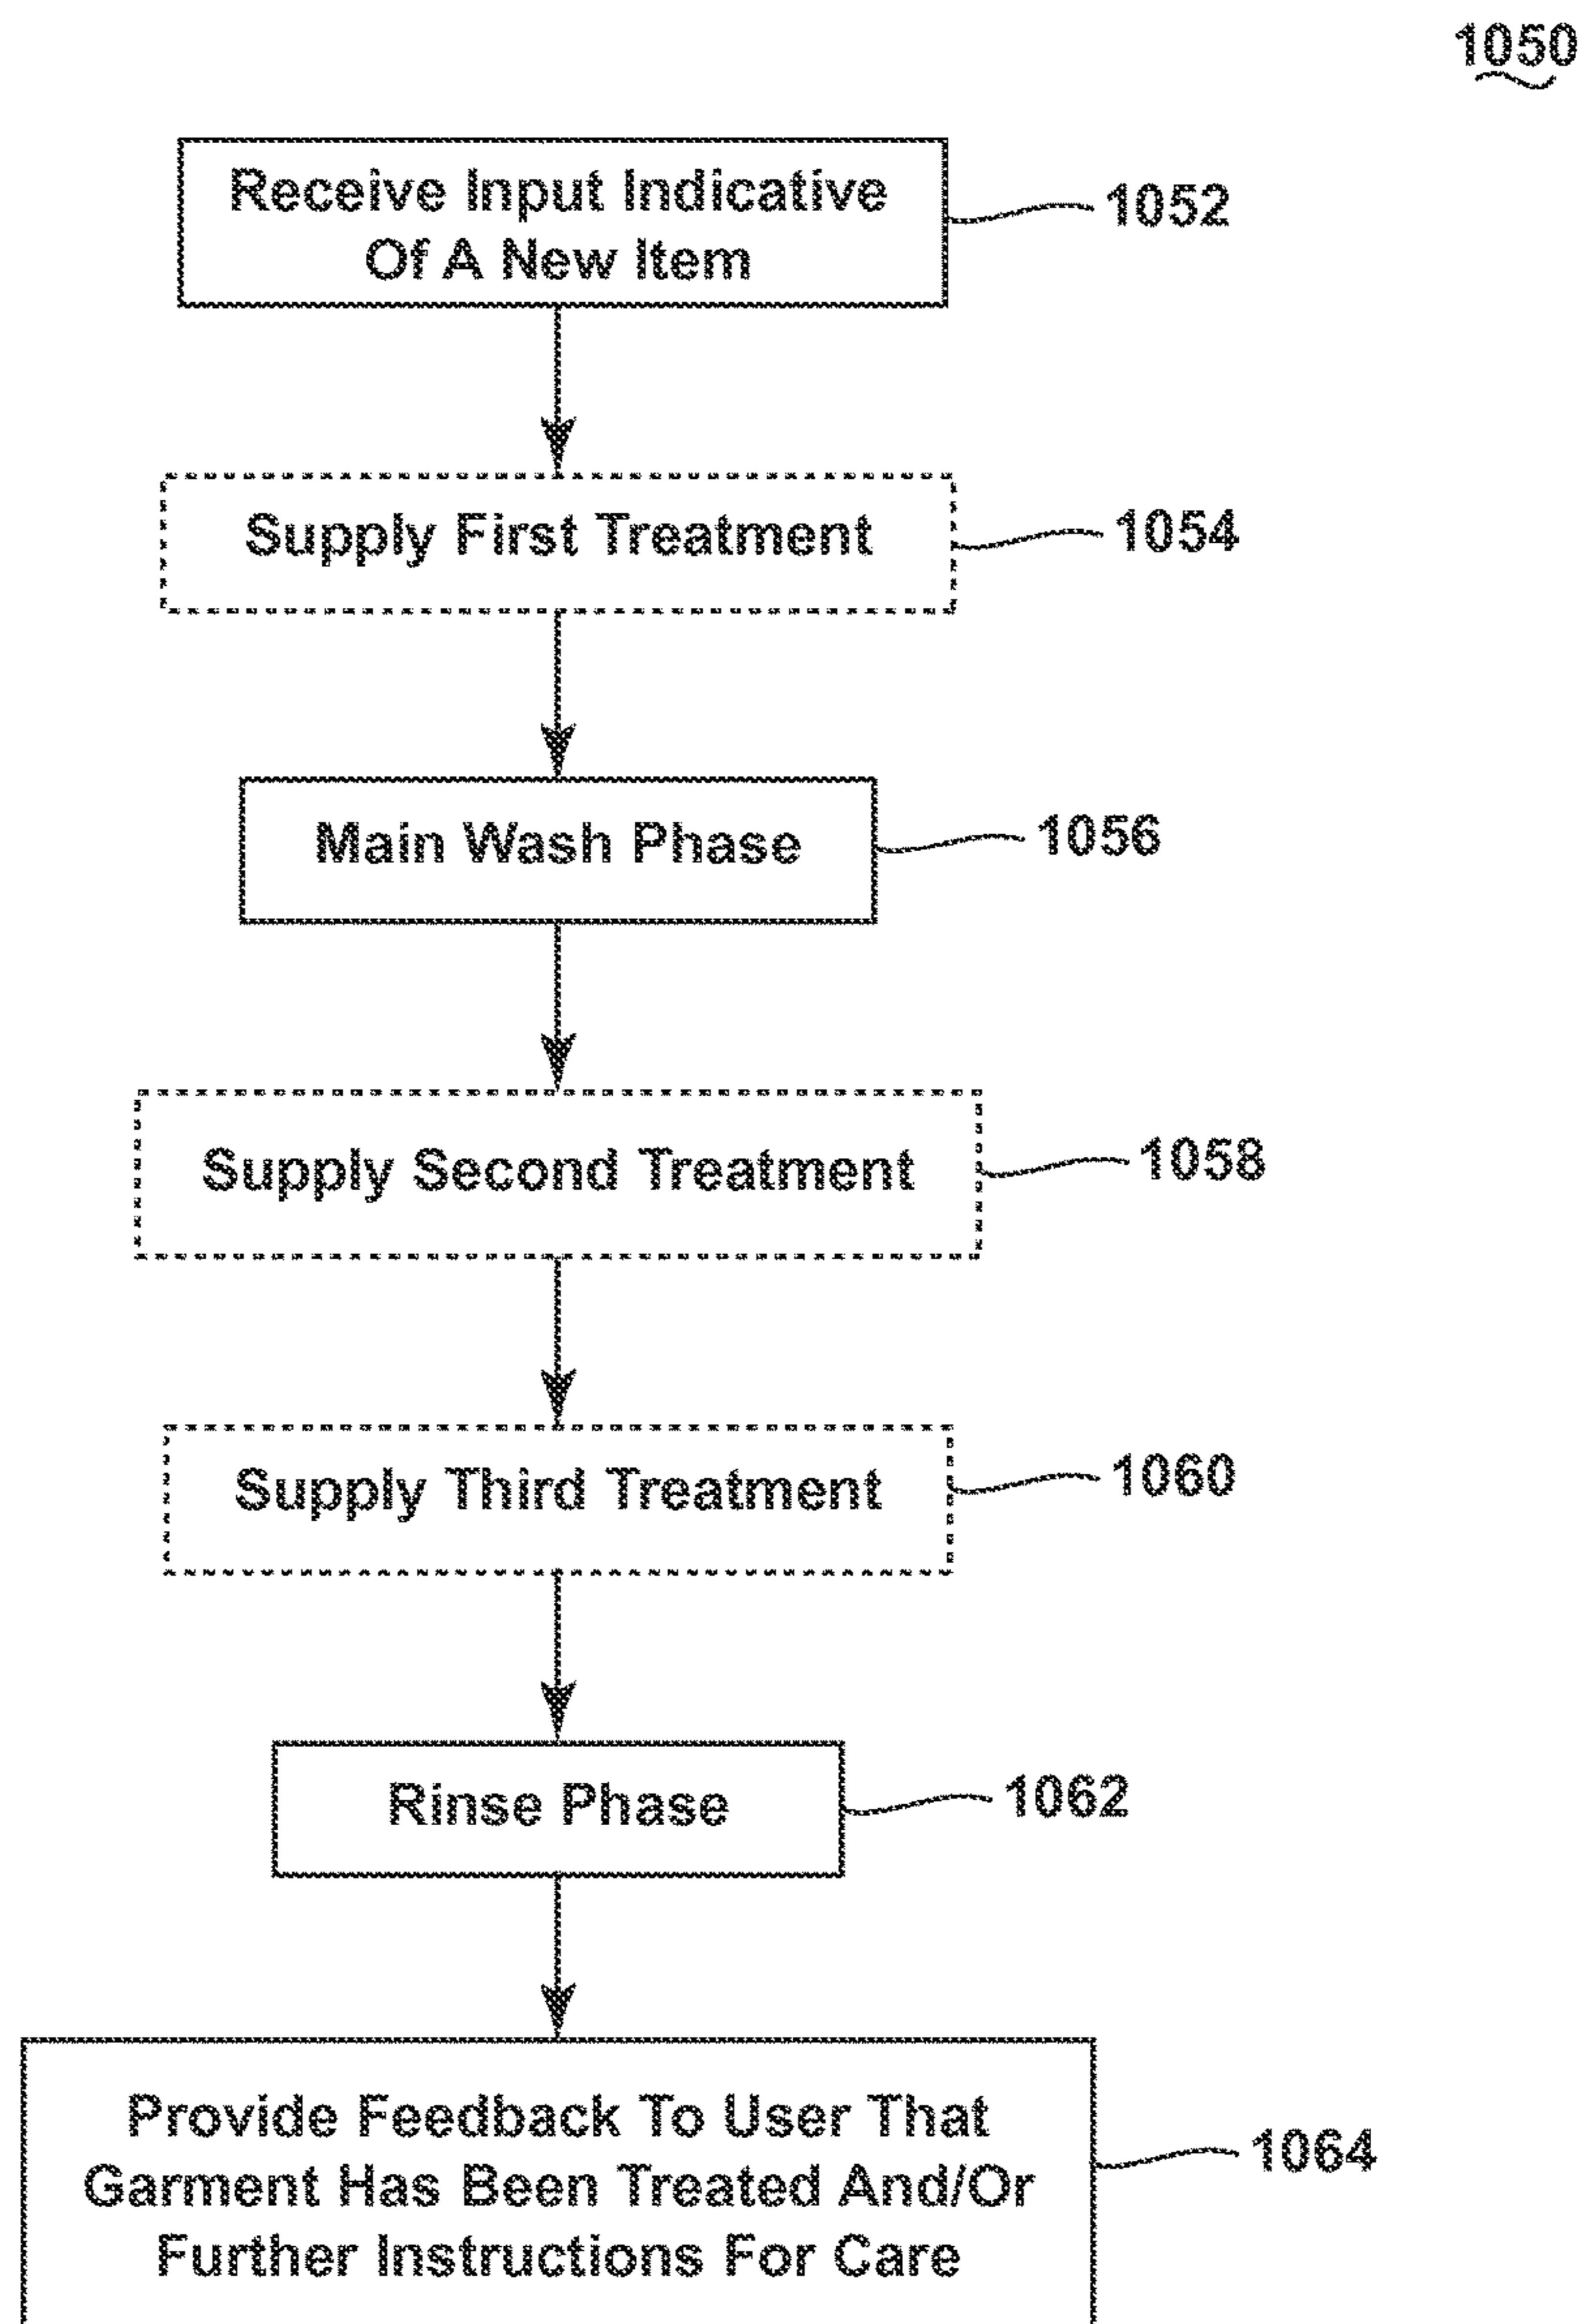 1050
Receive Input Indicative
Of A New Item
1052
Supply First Treatment
1054
Main Wash Phase
1056
Supply Second Treatment
1058
Supply Third Treatment
1060
Rinse Phase
1062
Provide Feedback To User That
Garment Has Been Treated And/Or
Further Instructions For Care
1064